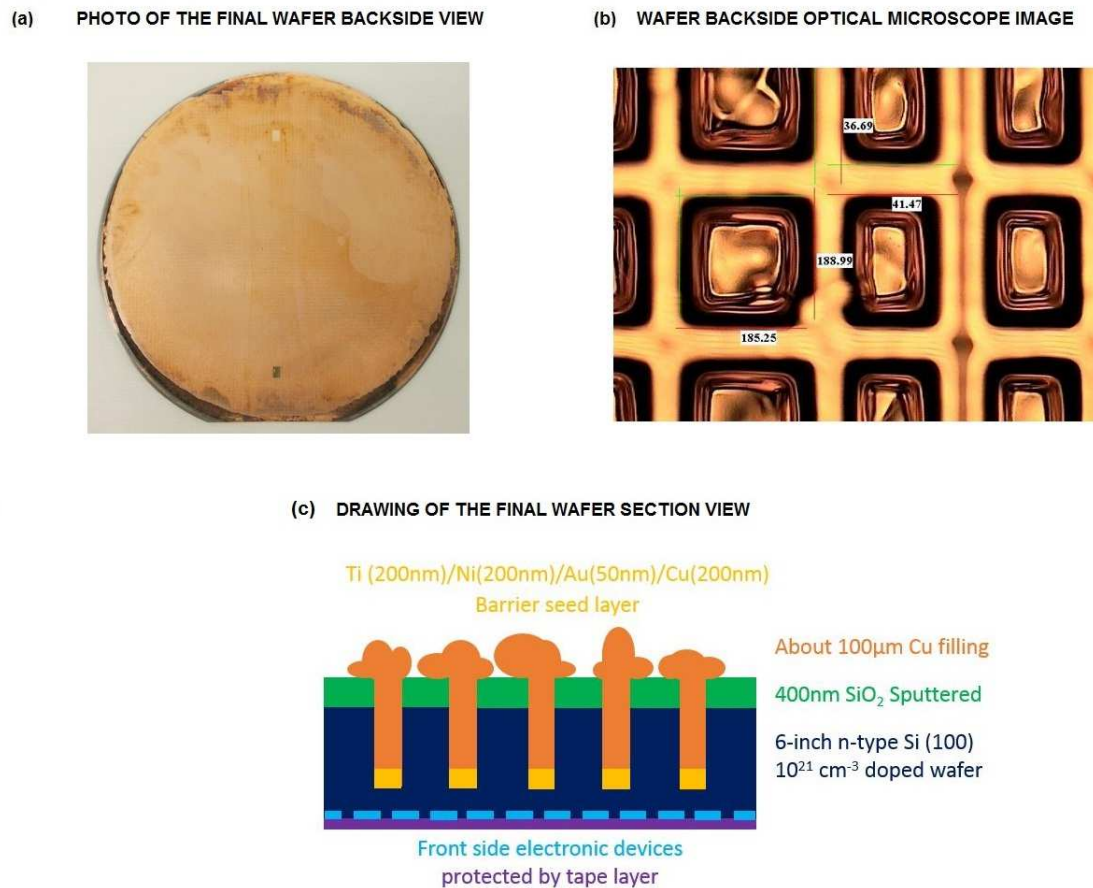 (a) PHOTO OF THE FINAL WAFER BACKSIDE VIEW
(b) WAFER BACKSIDE OPTICAL MICROSCOPE IMAGE
36.69
41.47
188.99
185.25
(c) DRAWING OF THE FINAL WAFER SECTION VIEW
Ti (200nm)/Ni(200nm)/Au(50nm)/Cu(200nm)
Barrier seed layer
About 100μm Cu filling
400nm SiO₂ Sputtered
6-inch n-type Si (100)
10²¹ cm⁻³ doped wafer
Front side electronic devices
protected by tape layer